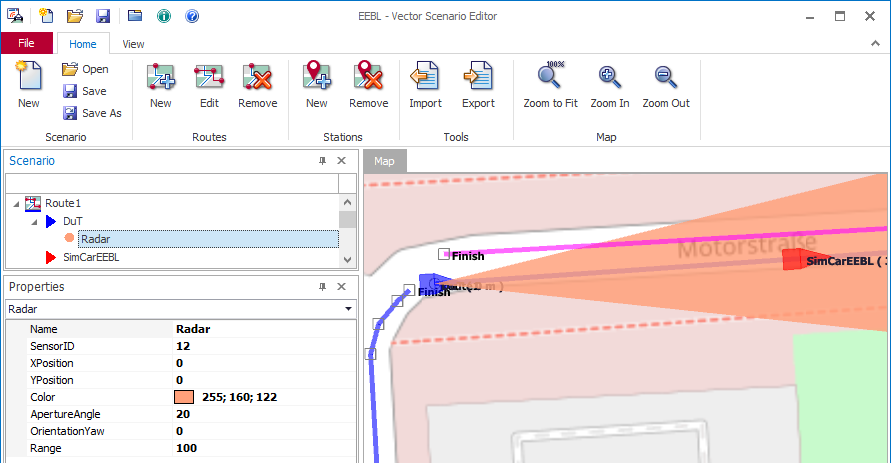 EEBL - Vector Scenario Editor
File Home View
New Open Save Save As New Edit Remove New Remove Import Export 100% Zoom to Fit Zoom In Zoom Out
Scenario Routes Stations Tools Map
Scenario
Route1
DuT
Radar
SimCarEEBL
Properties
Radar
Name Radar
SensorID 12
XPosition 0
YPosition 0
Color 255; 160; 122
ApertureAngle 20
OrientationYaw 0
Range 100
Map
Motorstraße
Finish
SimCarEEBL (
Finish
m )